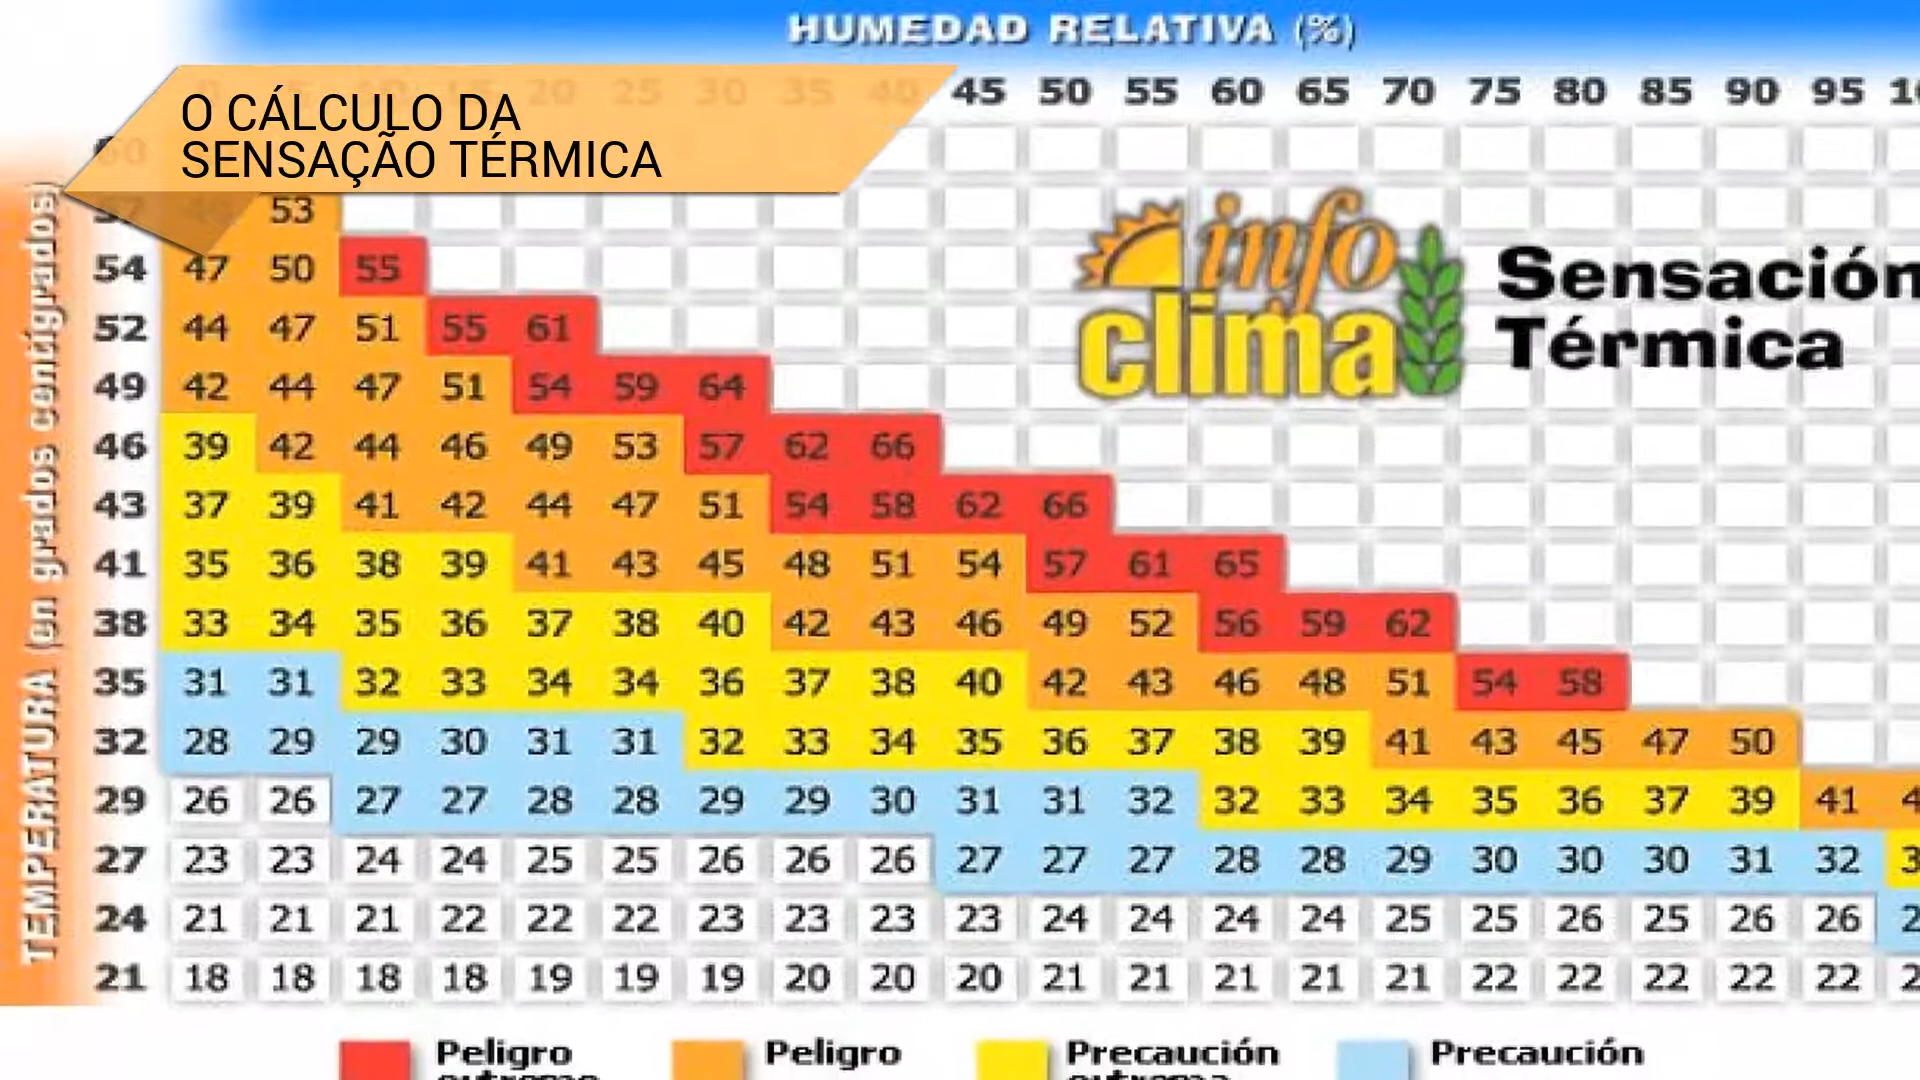 HUMEDAD RELATIVA (%)
20 25 30 35 40 45 50 55 60 65 70 75 80 85 90 95
O CÁLCULO DA
SENSAÇÃO TÉRMICA
TEMPERATURA (en grados centígrados)
info
clima
Sensación
Térmica
53
54 47 50 55
52 44 47 51 55 61
49 42 44 47 51 54 59 64
46 39 42 44 46 49 53 57 62 66
43 37 39 41 42 44 47 51 54 58 62 66
41 35 36 38 39 41 43 45 48 51 54 57 61 65
38 33 34 35 36 37 38 40 42 43 46 49 52 56 59 62
35 31 31 32 33 34 34 36 37 38 40 42 43 46 48 51 54 58
32 28 29 29 30 31 31 32 33 34 35 36 37 38 39 41 43 45 47 50
29 26 26 27 27 28 28 29 29 30 31 31 32 32 33 34 35 36 37 39 41
27 23 23 24 24 25 25 26 26 26 27 27 27 28 28 29 30 30 30 31 32
24 21 21 21 22 22 22 23 23 23 23 24 24 24 24 25 25 26 25 26 26
21 18 18 18 18 19 19 19 20 20 20 21 21 21 21 21 22 22 22 22 22
Peligro Peligro Precaución Precaución